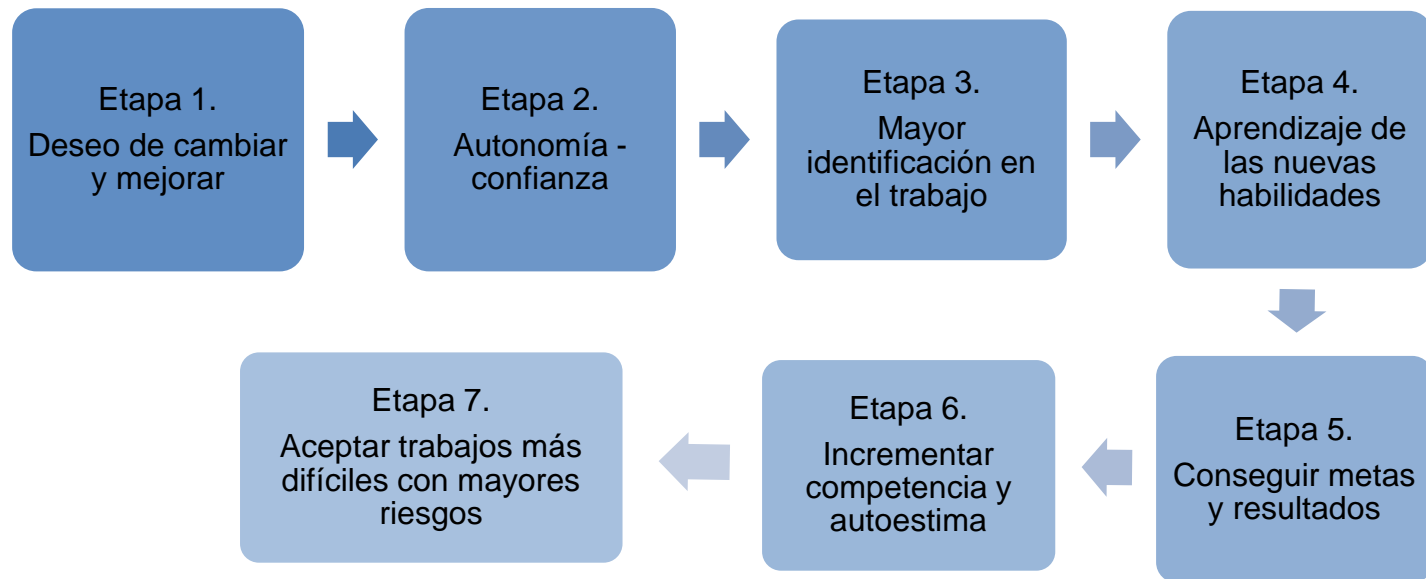 Etapa 1.
Deseo de cambiar
y mejorar
Etapa 2.
Autonomía -
confianza
Etapa 3.
Mayor
identificación en
el trabajo
Etapa 4.
Aprendizaje de
las nuevas
habilidades
Etapa 5.
Conseguir metas
y resultados
Etapa 6.
Incrementar
competencia y
autoestima
Etapa 7.
Aceptar trabajos más
difíciles con mayores
riesgos